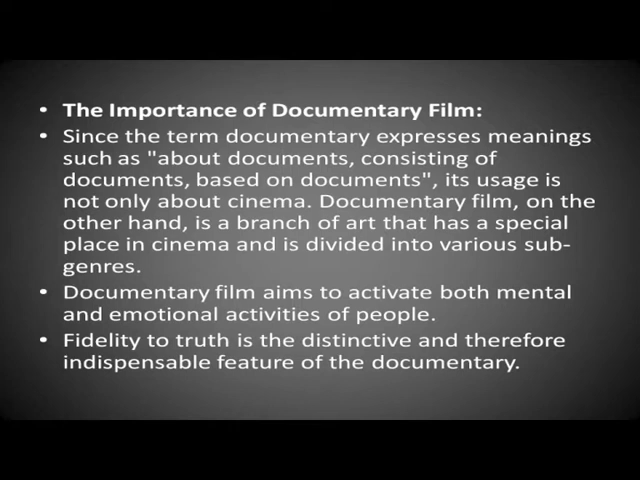 • The Importance of Documentary Film:
• Since the term documentary expresses meanings
such as "about documents, consisting of
documents, based on documents", its usage is
not only about cinema. Documentary film, on the
other hand, is a branch of art that has a special
place in cinema and is divided into various sub-
genres.
• Documentary film aims to activate both mental
and emotional activities of people.
• Fidelity to truth is the distinctive and therefore
indispensable feature of the documentary.